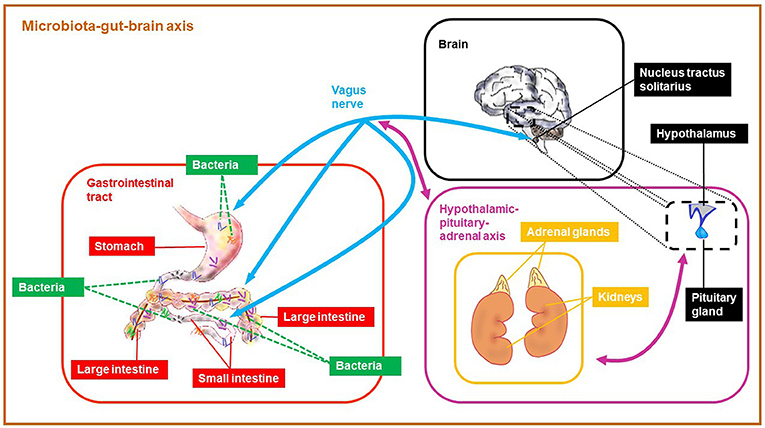 Microbiota-gut-brain axis
Brain
Nucleus tractus
solitarius
Vagus
nerve
Hypothalamus
Bacteria
Gastrointestinal
tract
Hypothalamic-
pituitary-
adrenal axis
Adrenal glands
Stomach
Bacteria
Kidneys
Pituitary
gland
Large intestine
Large intestine
Small intestine
Bacteria